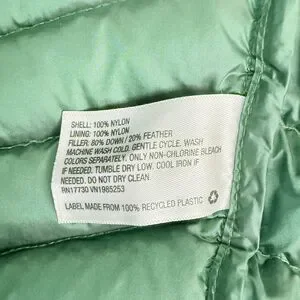 SHELL: 100% NYLON
LINING: 100% NYLON
FILLER: 80% DOWN / 20% FEATHER
MACHINE WASH COLD. GENTLE CYCLE. WASH
COLORS SEPARATELY. ONLY NON-CHLORINE BLEACH
IF NEEDED. TUMBLE DRY LOW. COOL IRON IF
NEEDED. DO NOT DRY CLEAN.
RN17730 VN1985253
LABEL MADE FROM 100% RECYCLED PLASTIC